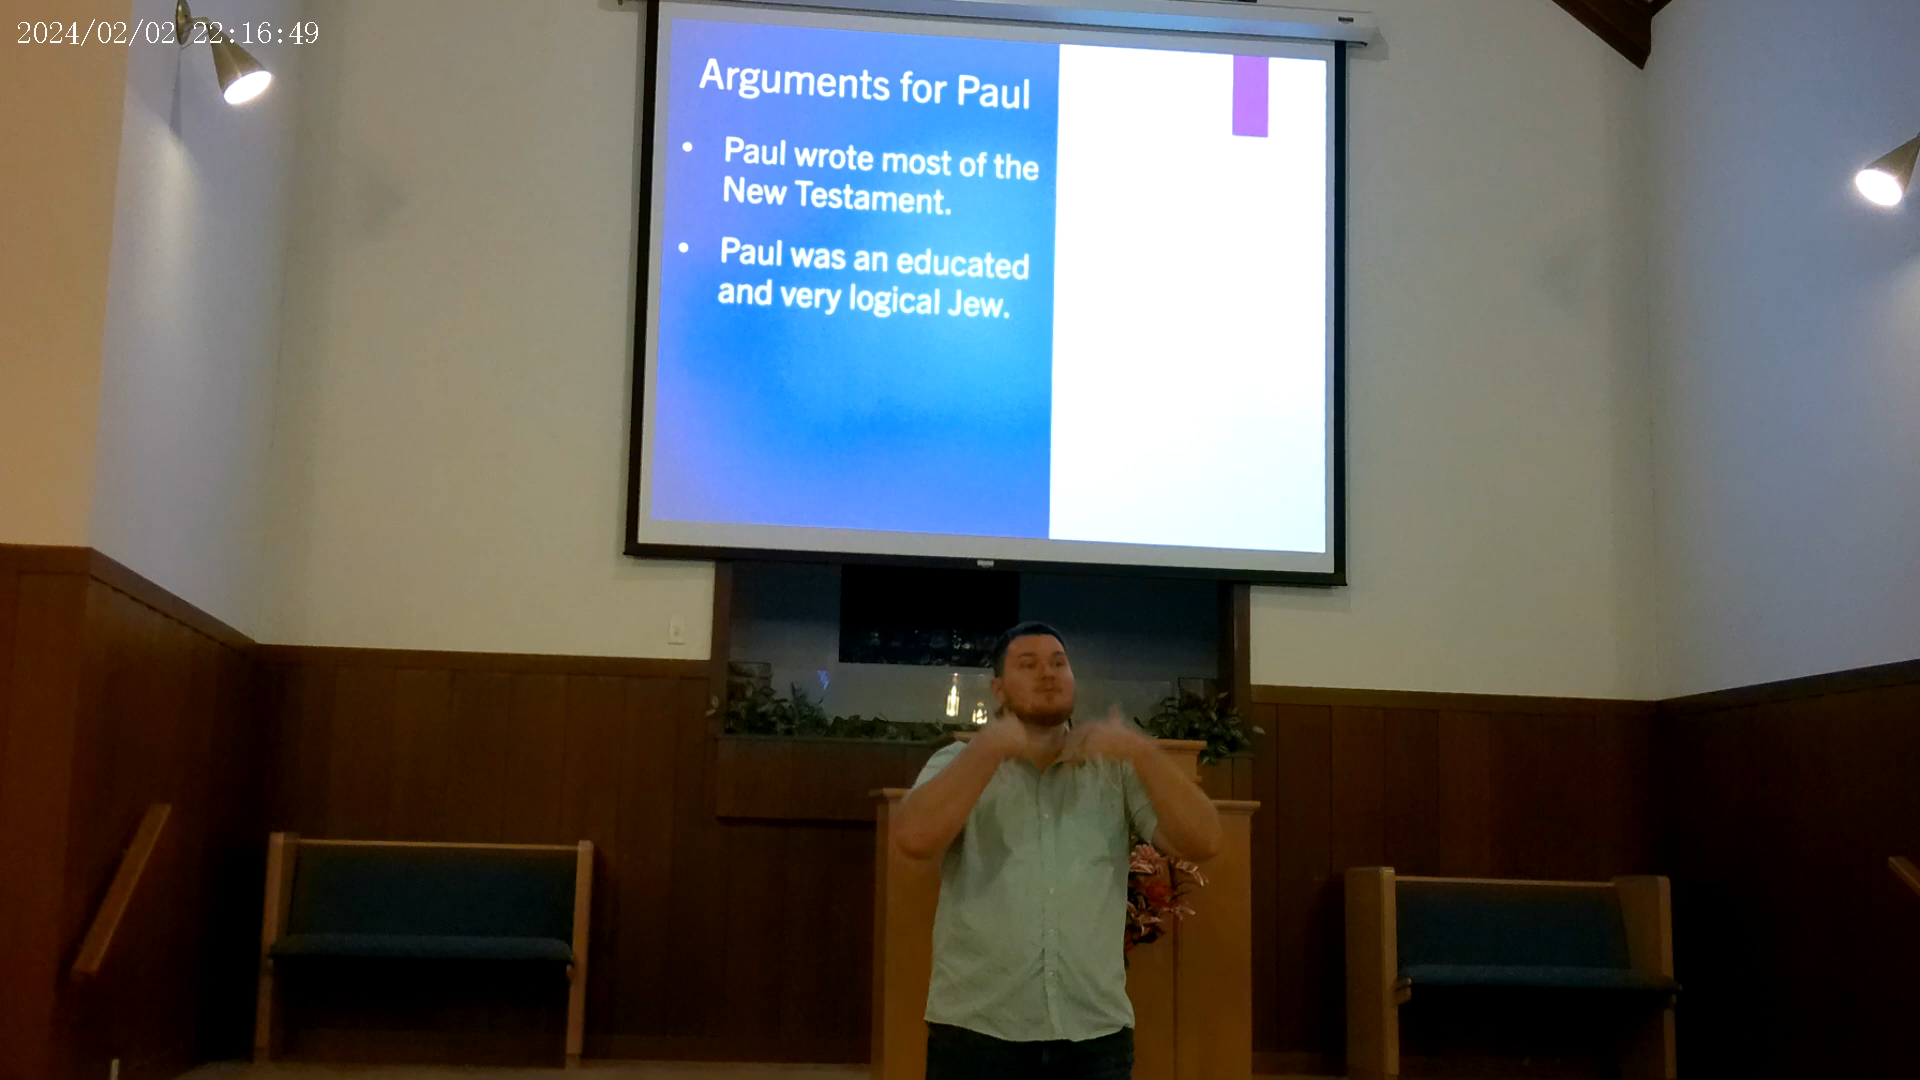 2024/02/02 22:16:49
Arguments for Paul
• Paul wrote most of the
New Testament.
• Paul was an educated
and very logical Jew.